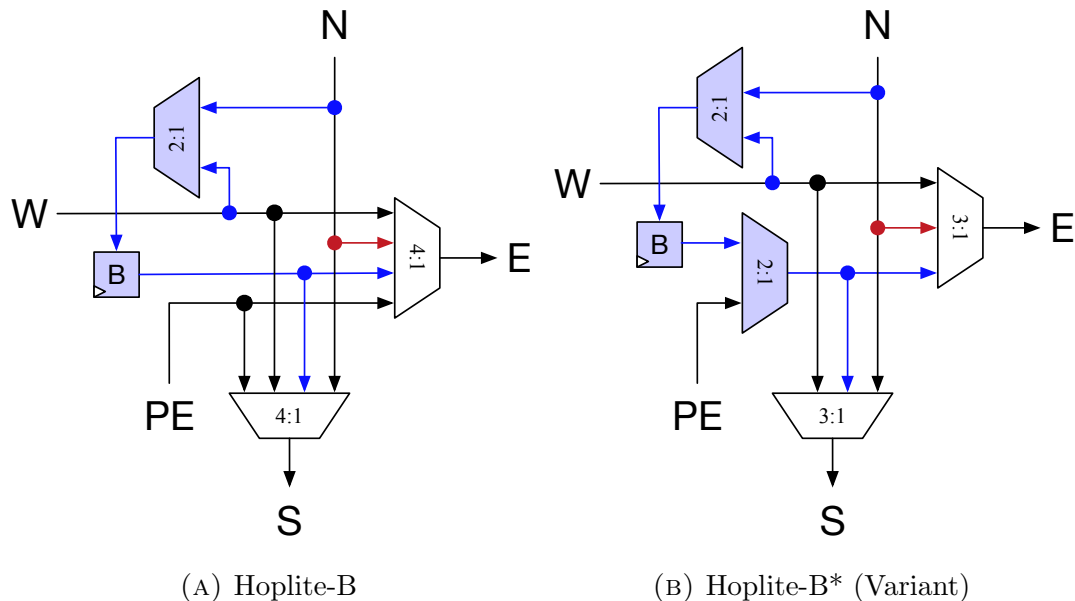 N
N
2:1
2:1
W
W
4:1
3:1
E
E
B
B
2:1
PE
PE
4:1
3:1
S
S
(A) Hoplite-B
(B) Hoplite-B* (Variant)